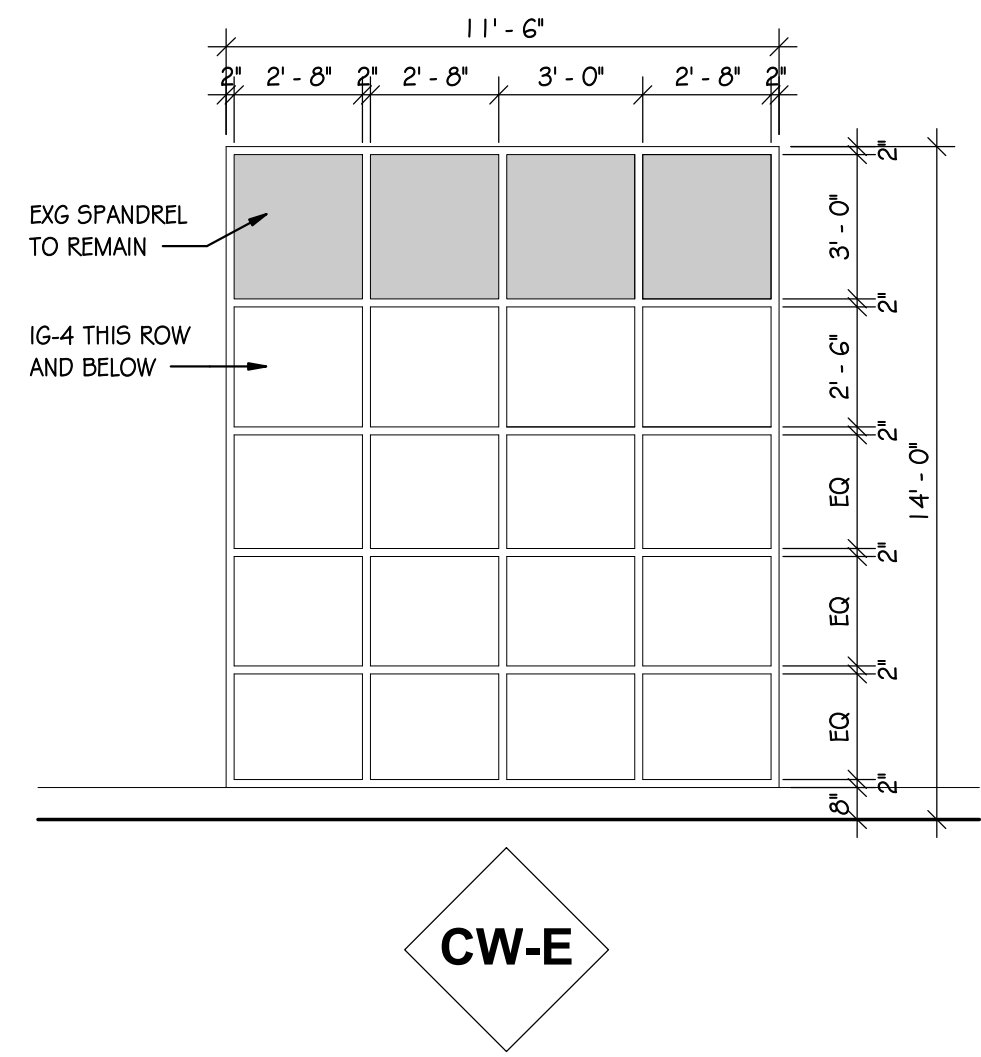 11' - 6"
2" 2' - 8" 2" 2' - 8" 3' - 0" 2' - 8" 2"
2"
EXG SPANDREL
TO REMAIN
3' - 0"
2"
IG-4 THIS ROW
AND BELOW
2' - 6"
2"
14' - 0"
EQ
2"
EQ
2"
EQ
2"
8"
CW-E